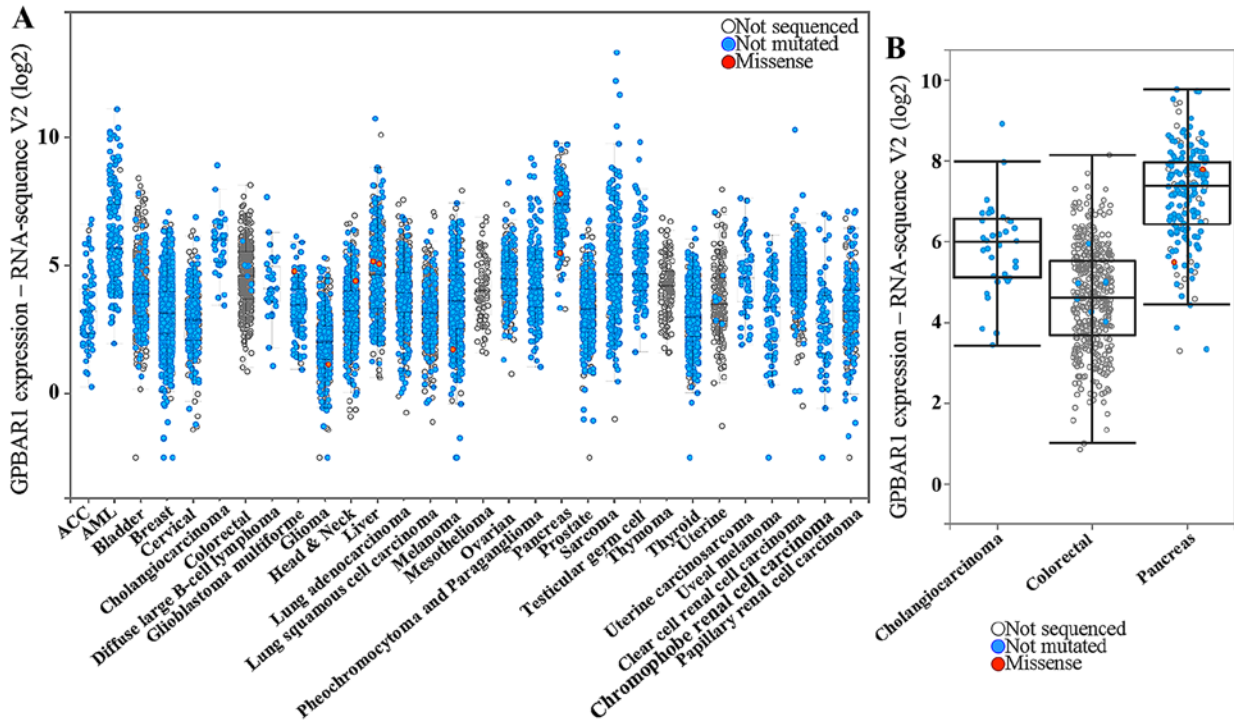 A
GPBAR1 expression – RNA-sequence V2 (log2)
10
5
0
Not sequenced
Not mutated
Missense
ACC
AML
Bladder
Breast
Cervical
Cholangiocarcinoma
Colorectal
Diffuse large B-cell lymphoma
Glioblastoma multiforme
Glioma
Head & Neck
Liver
Lung adenocarcinoma
Lung squamous cell carcinoma
Melanoma
Mesothelioma
Ovarian
Pheochromocytoma and Paraganglioma
Pancreas
Prostate
Sarcoma
Testicular germ cell
Thymoma
Thyroid
Uterine
Uterine carcinosarcoma
Uveal melanoma
Clear cell renal cell carcinoma
Chromophobe renal cell carcinoma
Papillary renal cell carcinoma
B
GPBAR1 expression – RNA-sequence V2 (log2)
10
8
6
4
2
0
Cholangiocarcinoma
Colorectal
Pancreas
Not sequenced
Not mutated
Missense